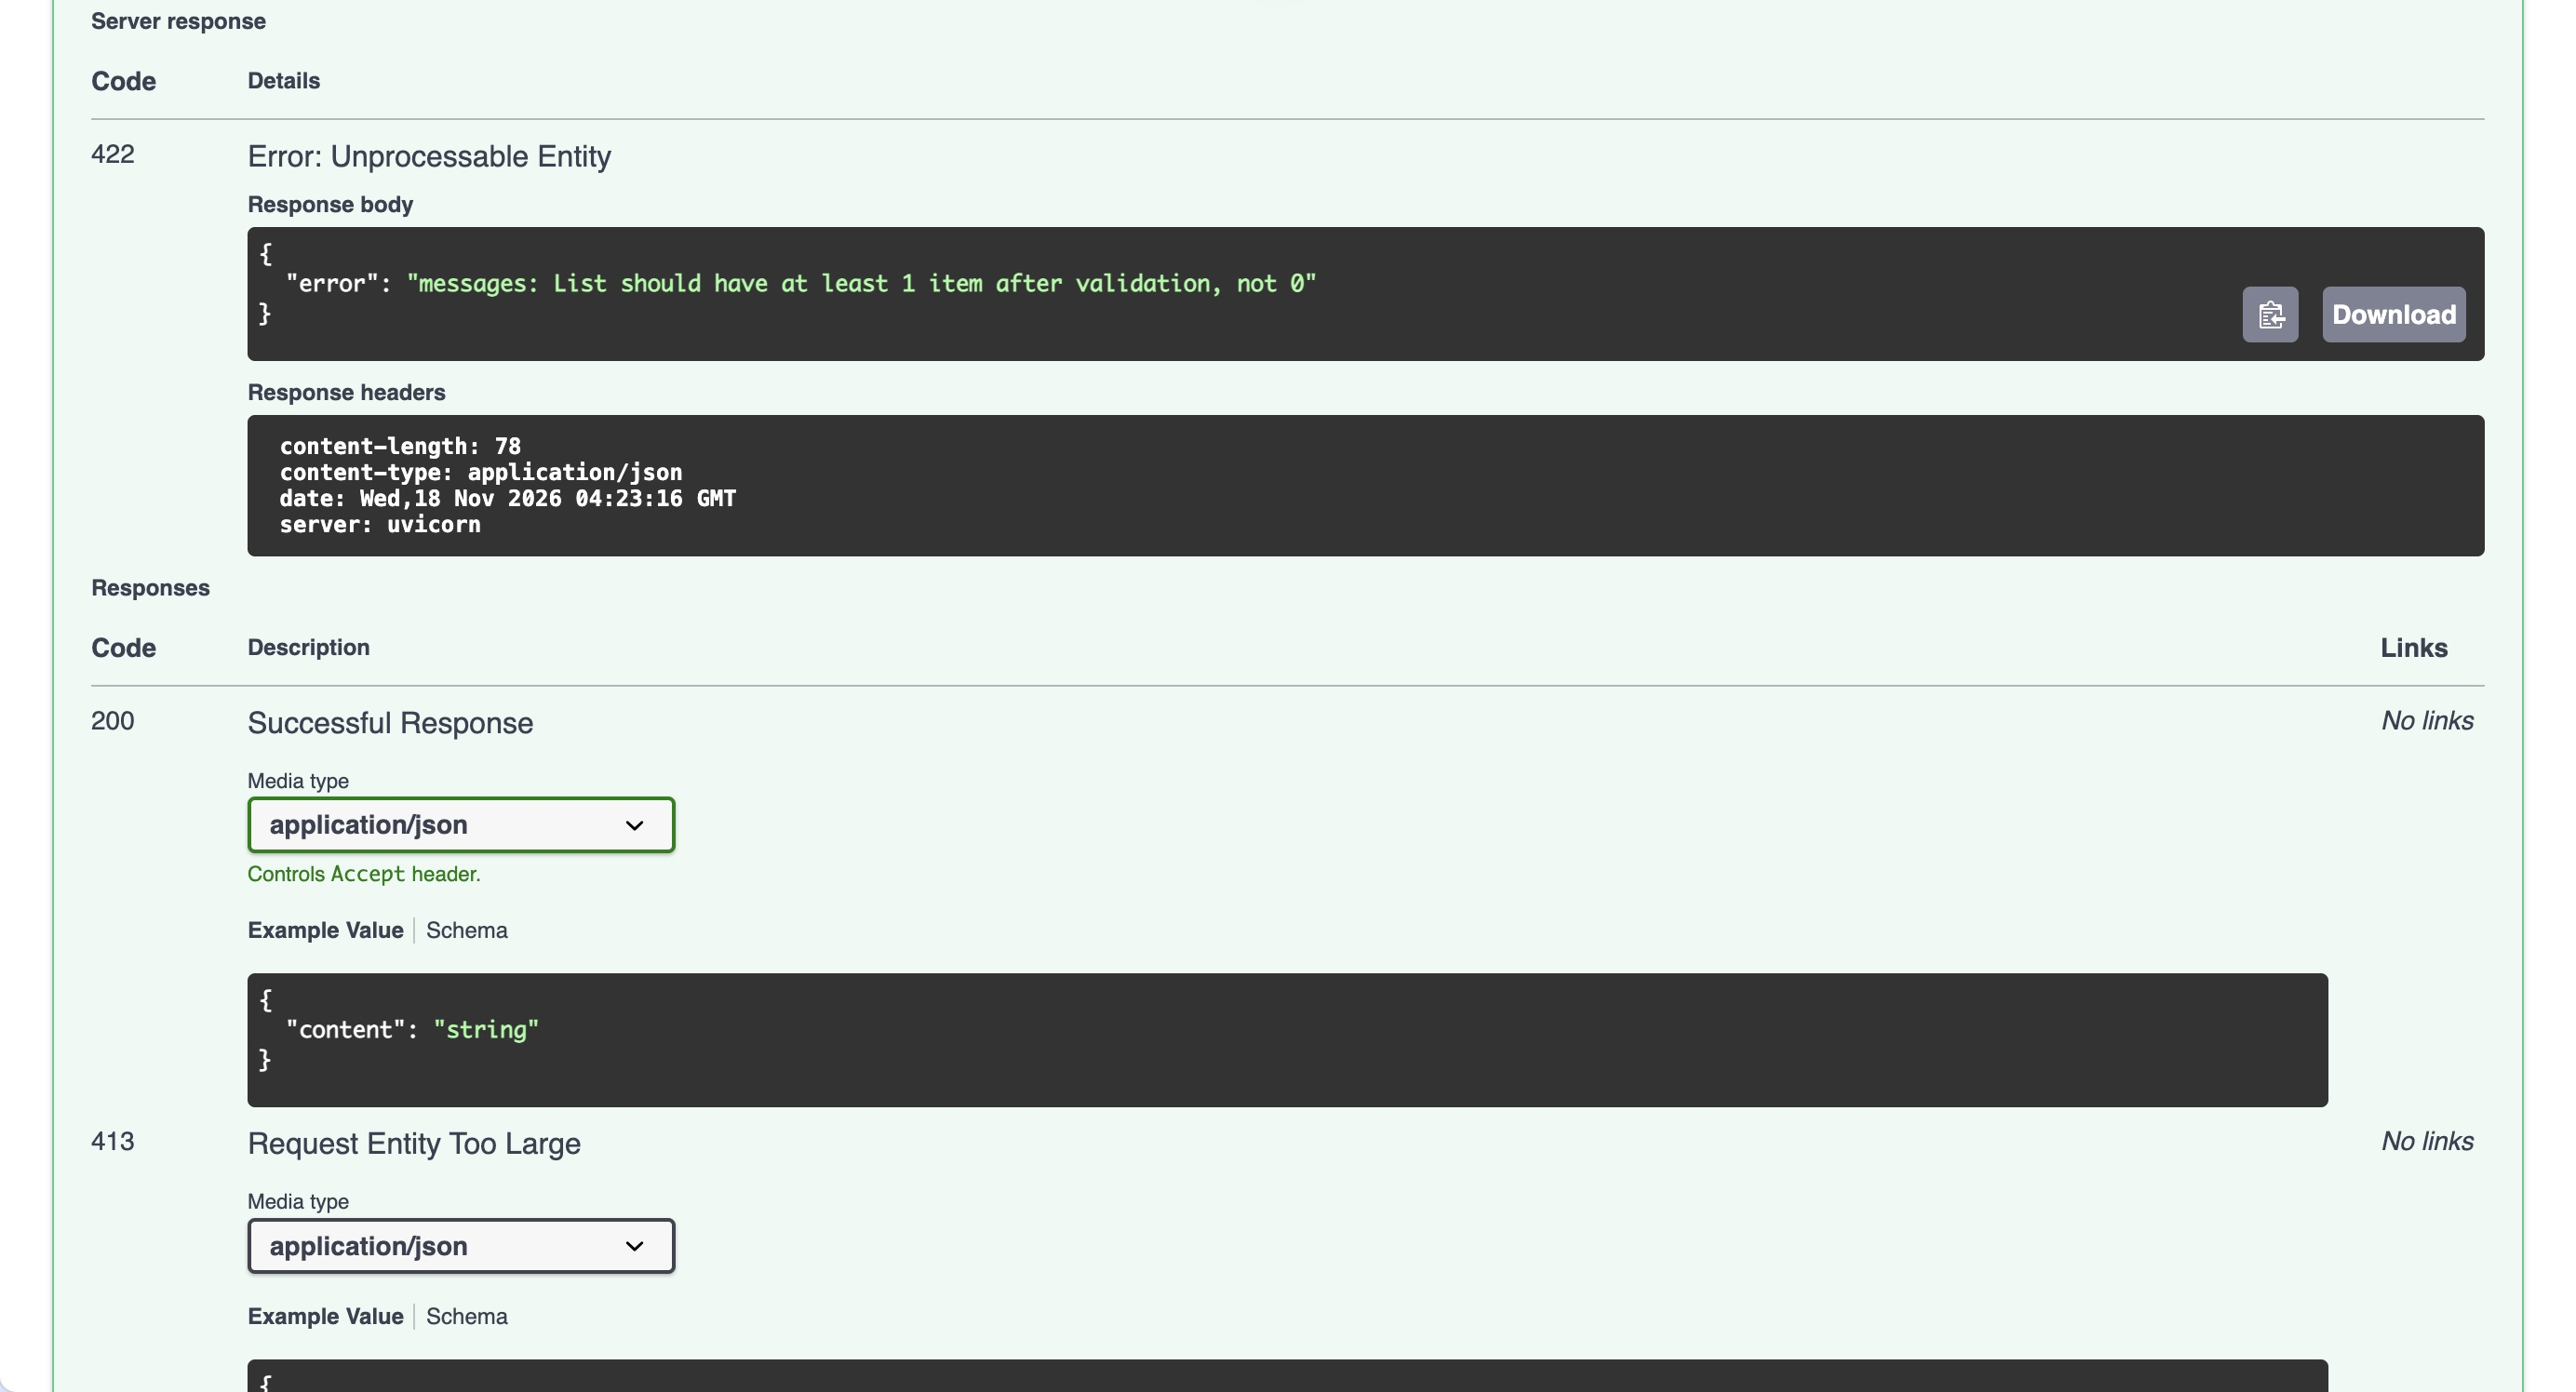 Server response
Code Details
422 Error: Unprocessable Entity
Response body
{
  "error": "messages: List should have at least 1 item after validation, not 0"
}
Download
Response headers
content-length: 78
content-type: application/json
date: Wed,18 Nov 2026 04:23:16 GMT
server: uvicorn
Responses
Code Description Links
200 Successful Response No links
Media type
application/json
Controls Accept header.
Example Value Schema
{
  "content": "string"
}
413 Request Entity Too Large No links
Media type
application/json
Example Value Schema
{